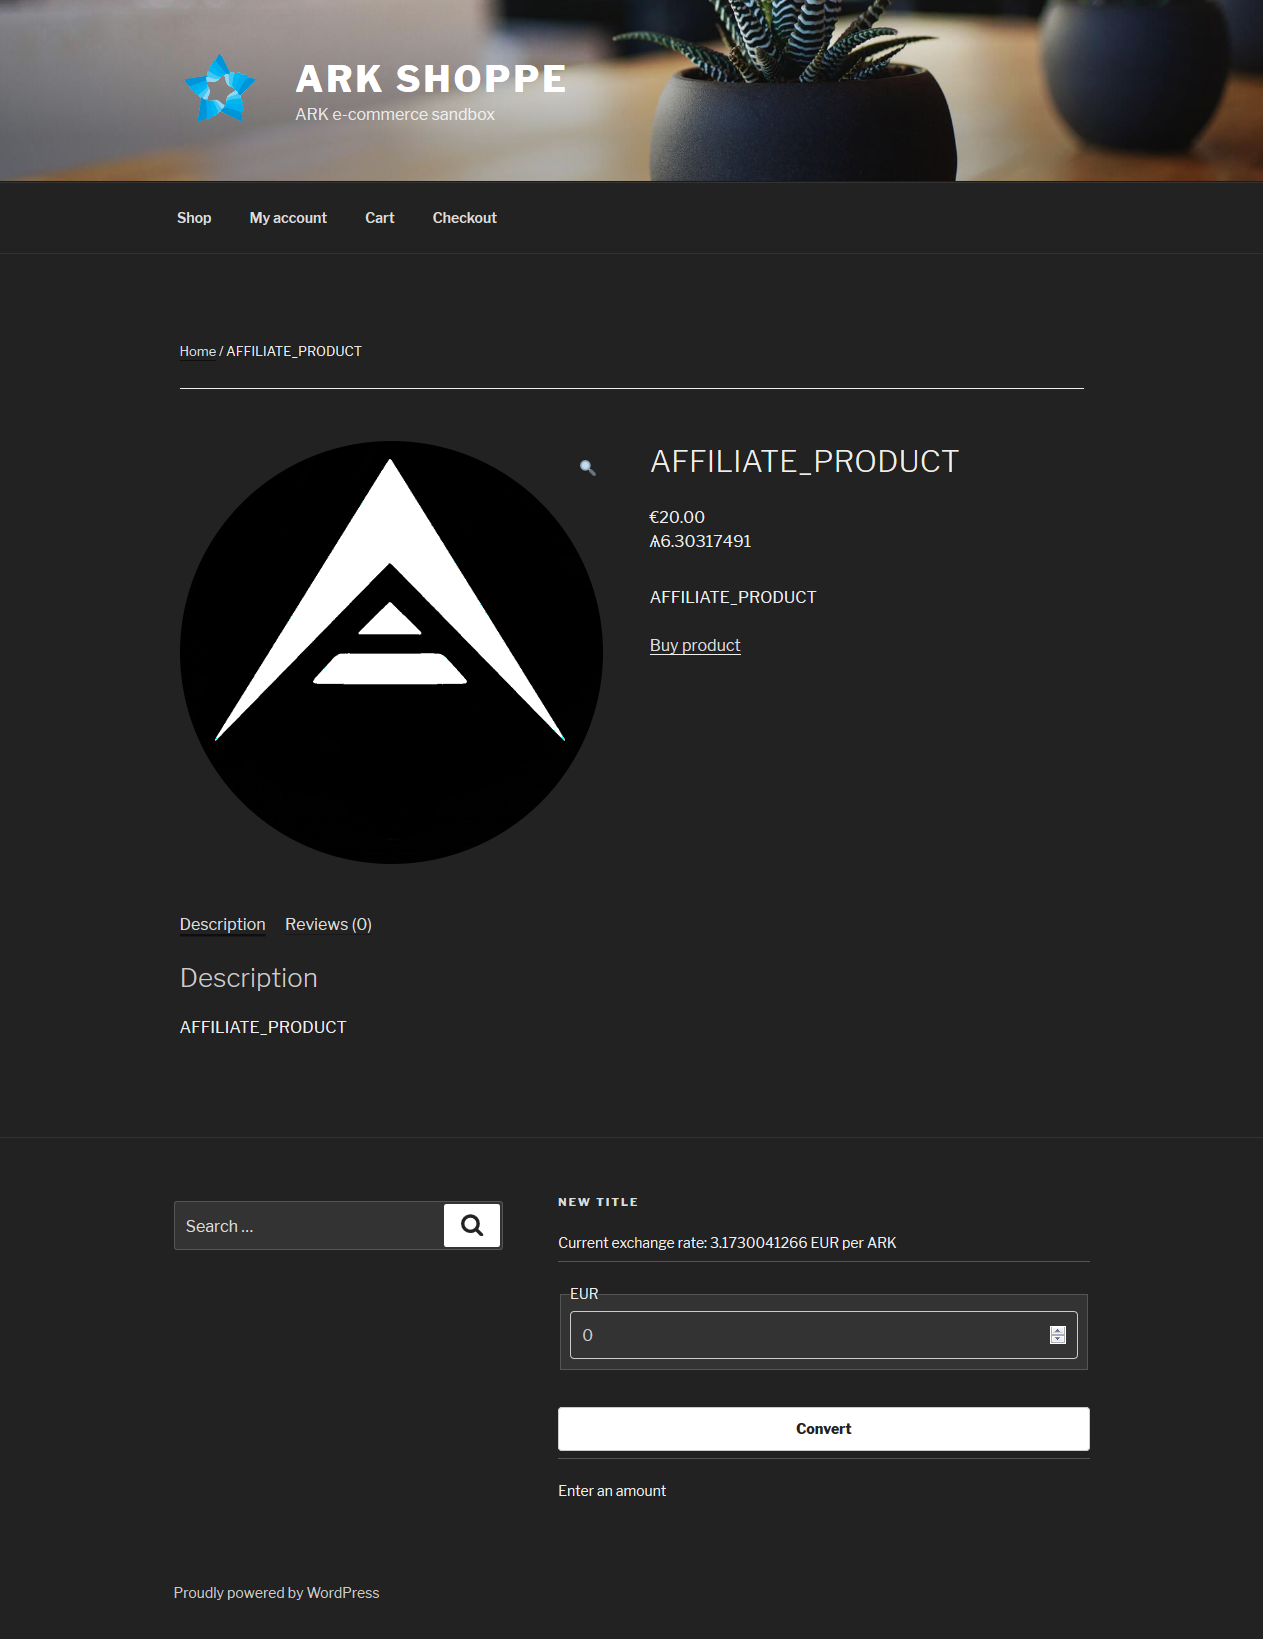 ARK SHOPPE
ARK e-commerce sandbox
Shop My account Cart Checkout
Home / AFFILIATE_PRODUCT
AFFILIATE_PRODUCT
€20.00
Ѧ6.30317491
AFFILIATE_PRODUCT
Buy product
Description Reviews (0)
Description
AFFILIATE_PRODUCT
Search …
NEW TITLE
Current exchange rate: 3.1730041266 EUR per ARK
EUR
0
Convert
Enter an amount
Proudly powered by WordPress